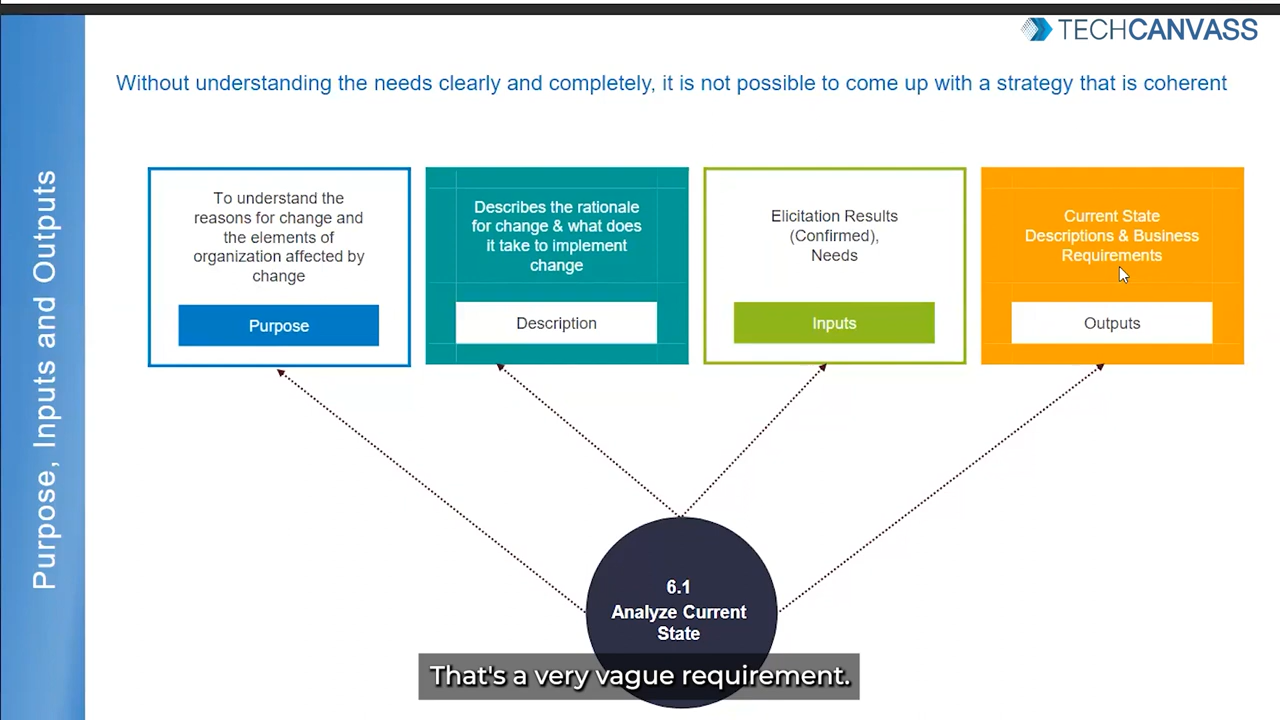 TECHCANVASS
Without understanding the needs clearly and completely, it is not possible to come up with a strategy that is coherent
Purpose, Inputs and Outputs
To understand the
reasons for change and
the elements of
organization affected by
change
Purpose
Describes the rationale
for change & what does
it take to implement
change
Description
Elicitation Results
(Confirmed),
Needs
Inputs
Current State
Descriptions & Business
Requirements
Outputs
6.1
Analyze Current
State
That's a very vague requirement.